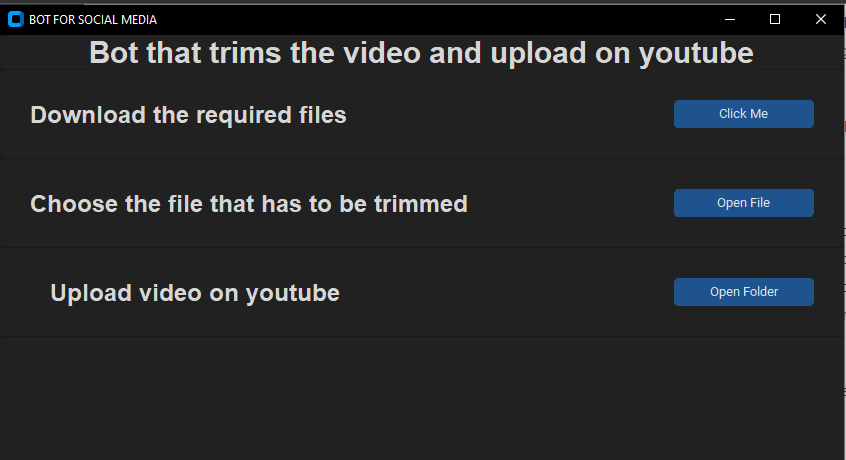 BOT FOR SOCIAL MEDIA
Bot that trims the video and upload on youtube
Download the required files
Click Me
Choose the file that has to be trimmed
Open File
Upload video on youtube
Open Folder